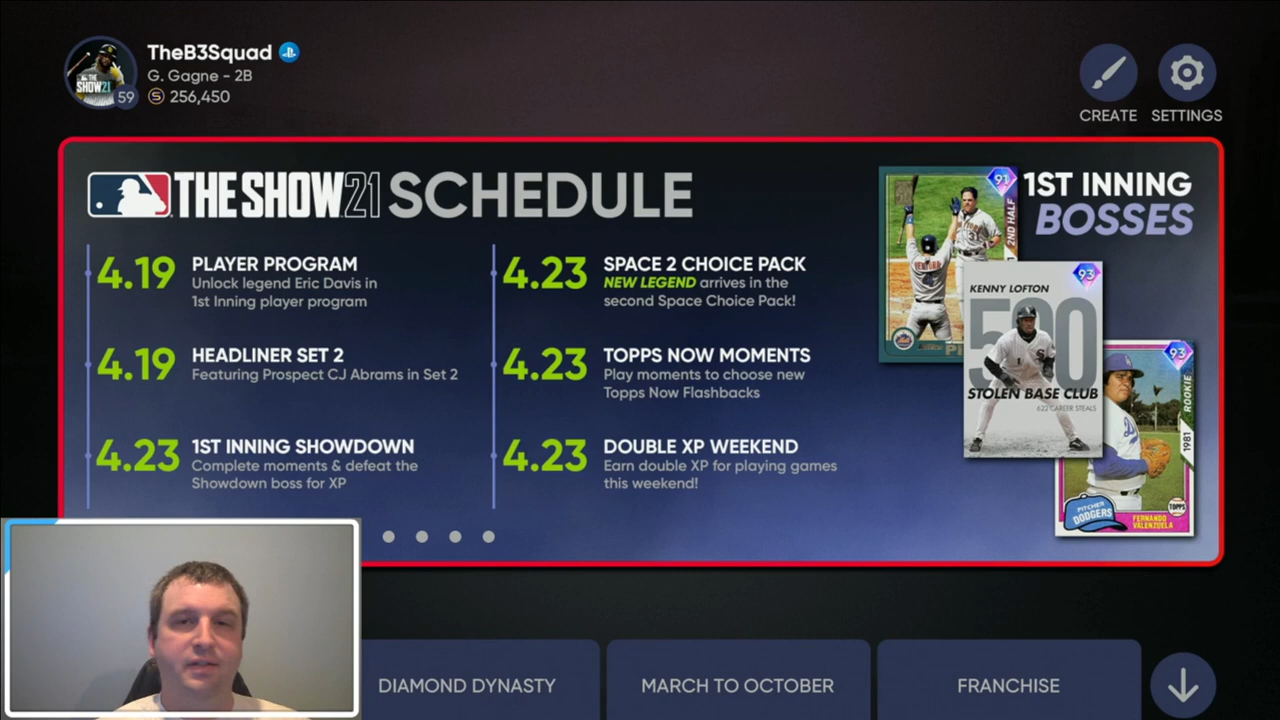 TheB3Squad
G. Gagne - 2B
256,450
59
THE SHOW21
CREATE
SETTINGS
THE SHOW 21 SCHEDULE
4.19 PLAYER PROGRAM
Unlock legend Eric Davis in
1st Inning player program
4.19 HEADLINER SET 2
Featuring Prospect CJ Abrams in Set 2
4.23 1ST INNING SHOWDOWN
Complete moments & defeat the
Showdown boss for XP
4.23 SPACE 2 CHOICE PACK
NEW LEGEND arrives in the
second Space Choice Pack!
4.23 TOPPS NOW MOMENTS
Play moments to choose new
Topps Now Flashbacks
4.23 DOUBLE XP WEEKEND
Earn double XP for playing games
this weekend!
1ST INNING
BOSSES
91
2ND HALF
VENTURA
31
93
KENNY LOFTON
500
STOLEN BASE CLUB
622 CAREER STEALS
93
ROOKIE
1981
PITCHER
DODGERS
TOPPS
FERNANDO
VALENZUELA
DIAMOND DYNASTY
MARCH TO OCTOBER
FRANCHISE